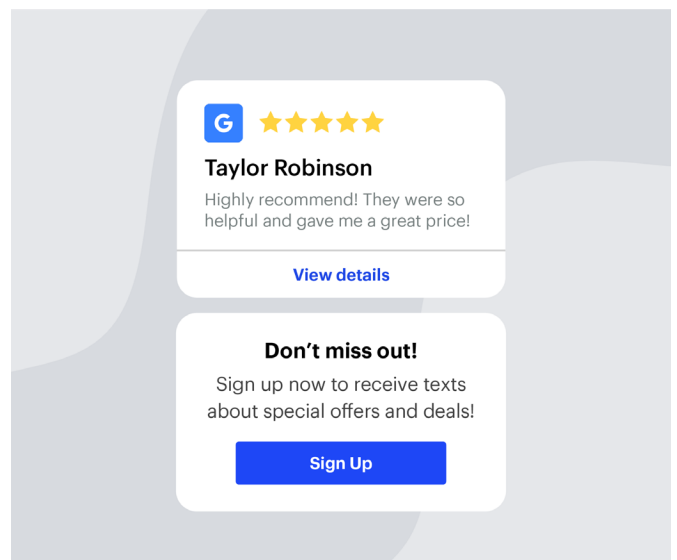 G
Taylor Robinson
Highly recommend! They were so
helpful and gave me a great price!
View details
Don’t miss out!
Sign up now to receive texts
about special offers and deals!
Sign Up